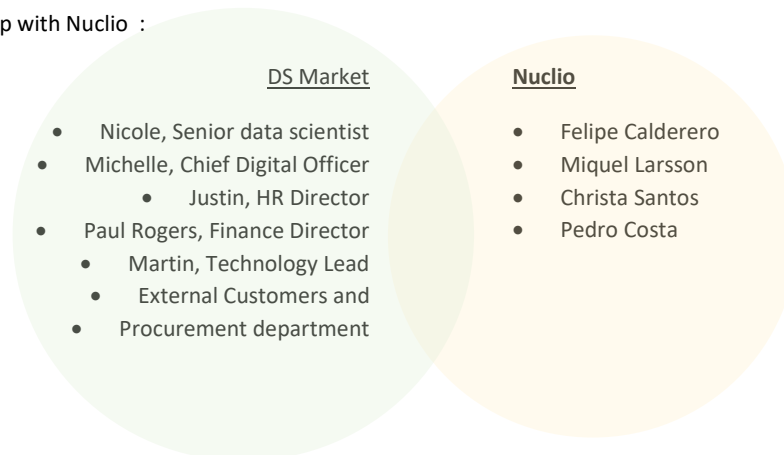 p with Nuclio :
DS Market
• Nicole, Senior data scientist
• Michelle, Chief Digital Officer
• Justin, HR Director
• Paul Rogers, Finance Director
• Martin, Technology Lead
• External Customers and
• Procurement department
Nuclio
• Felipe Calderero
• Miquel Larsson
• Christa Santos
• Pedro Costa